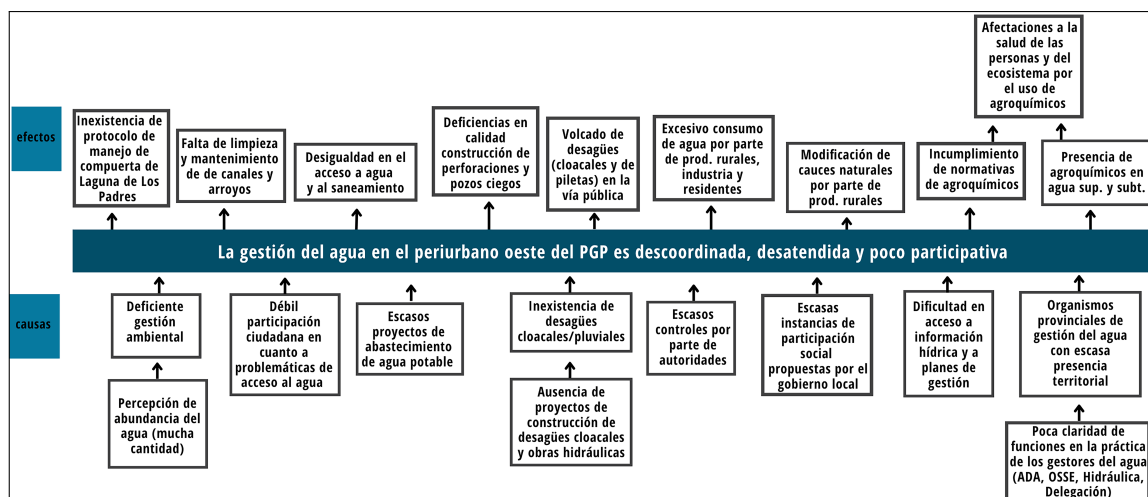 Afectaciones a la
salud de las
personas y del
ecosistema por
el uso de
agroquímicos
efectos
Inexistencia de
protocolo de
manejo de
compuerta de
Laguna de Los
Padres
Falta de limpieza
y mantenimiento
de de canales y
arroyos
Desigualdad en el
acceso a agua
y al saneamiento
Deficiencias en
calidad
construcción de
perforaciones y
pozos ciegos
Volcado de
desagües
(cloacales y de
piletas) en la
vía pública
Excesivo consumo
de agua por parte
de prod. rurales,
industria y
residentes
Modificación de
cauces naturales
por parte de
prod. rurales
Incumplimiento
de normativas
de agroquímicos
Presencia de
agroquímicos en
agua sup. y subt.
La gestión del agua en el periurbano oeste del PGP es descoordinada, desatendida y poco participativa
causas
Deficiente
gestión
ambiental
Débil
participación
ciudadana en
cuanto a
problemáticas de
acceso al agua
Escasos
proyectos de
abastecimiento
de agua potable
Inexistencia de
desagües
cloacales/pluviales
Escasos
controles por
parte de
autoridades
Escasas
instancias de
participación
social
propuestas por el
gobierno local
Dificultad en
acceso a
información
hídrica y a
planes de
gestión
Organismos
provinciales de
gestión del agua
con escasa
presencia
territorial
Percepción de
abundancia del
agua (mucha
cantidad)
Ausencia de
proyectos de
construcción de
desagües cloacales
y obras hidráulicas
Poca claridad de
funciones en la práctica
de los gestores del agua
(ADA, OSSE, Hidráulica,
Delegación)